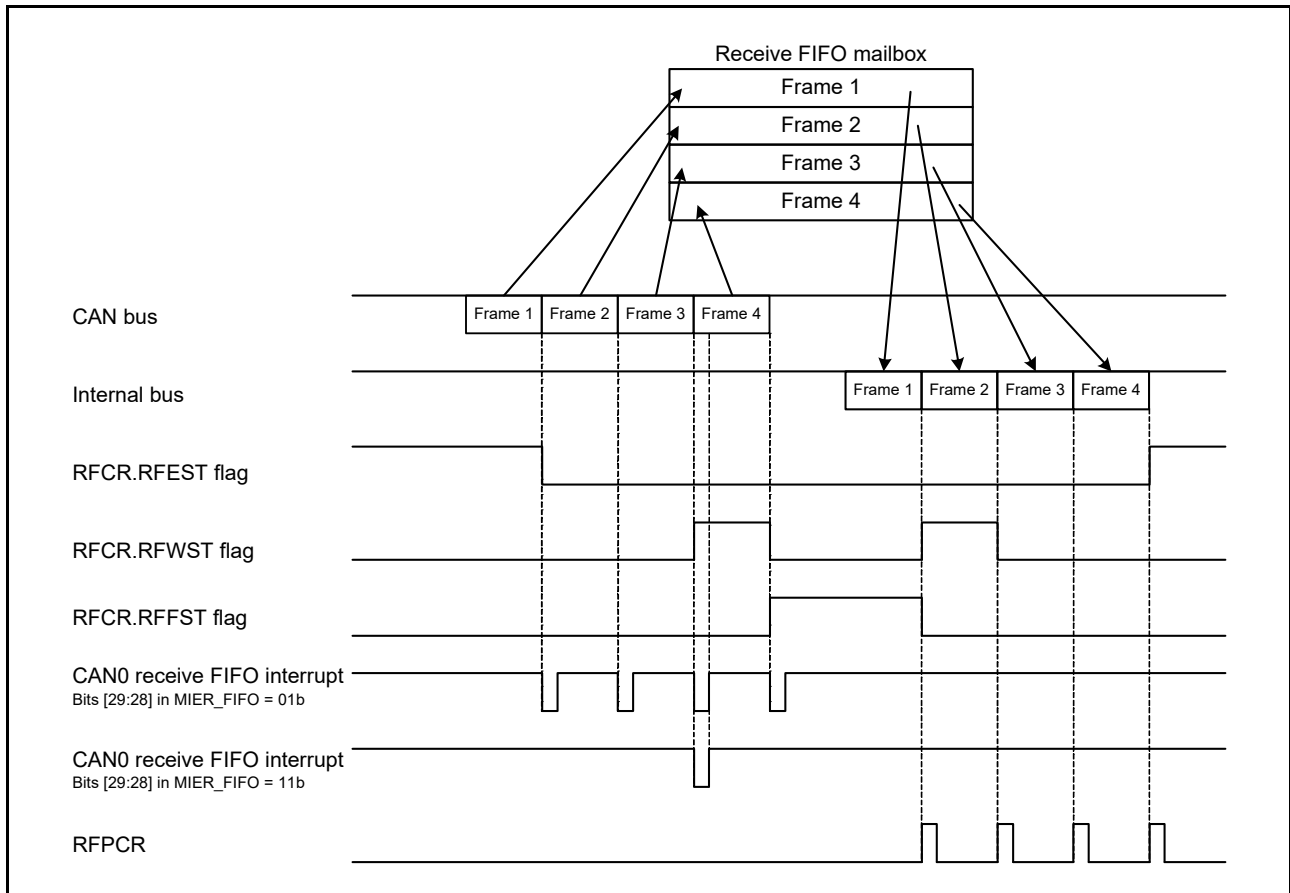 Receive FIFO mailbox
Frame 1
Frame 2
Frame 3
Frame 4
CAN bus
Frame 1 Frame 2 Frame 3 Frame 4
Internal bus
Frame 1 Frame 2 Frame 3 Frame 4
RFCR.RFEST flag
RFCR.RFWST flag
RFCR.RFFST flag
CAN0 receive FIFO interrupt
Bits [29:28] in MIER_FIFO = 01b
CAN0 receive FIFO interrupt
Bits [29:28] in MIER_FIFO = 11b
RFPCR